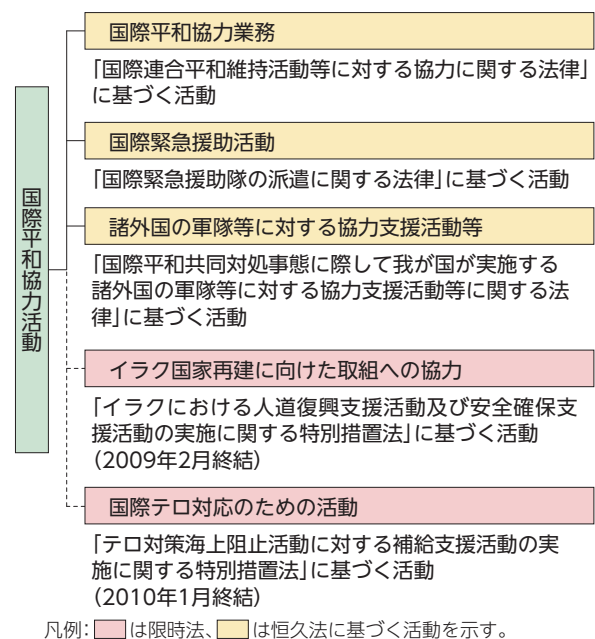 国際平和協力活動
国際平和協力業務
「国際連合平和維持活動等に対する協力に関する法律」
に基づく活動
国際緊急援助活動
「国際緊急援助隊の派遣に関する法律」に基づく活動
諸外国の軍隊等に対する協力支援活動等
「国際平和共同対処事態に際して我が国が実施する
諸外国の軍隊等に対する協力支援活動等に関する法
律」に基づく活動
イラク国家再建に向けた取組への協力
「イラクにおける人道復興支援活動及び安全確保支
援活動の実施に関する特別措置法」に基づく活動
(2009年2月終結)
国際テロ対応のための活動
「テロ対策海上阻止活動に対する補給支援活動の実
施に関する特別措置法」に基づく活動
(2010年1月終結)
凡例:　は限時法、　は恒久法に基づく活動を示す。